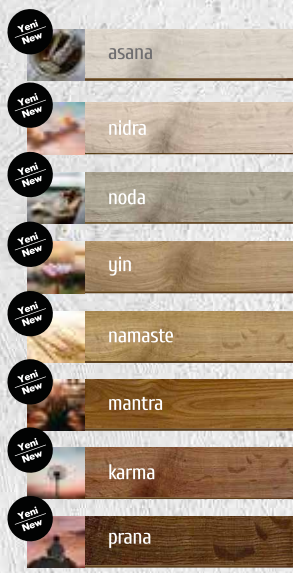 Yeni
New
asana
Yeni
New
nidra
Yeni
New
noda
Yeni
New
yin
Yeni
New
namaste
Yeni
New
mantra
Yeni
New
karma
Yeni
New
prana